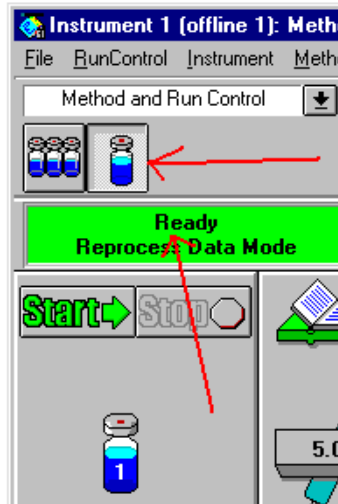 Instrument 1 (offline 1): Meth
File RunControl Instrument Meth
Method and Run Control
Ready
Reprocess Data Mode
Start Stop
1
5.0